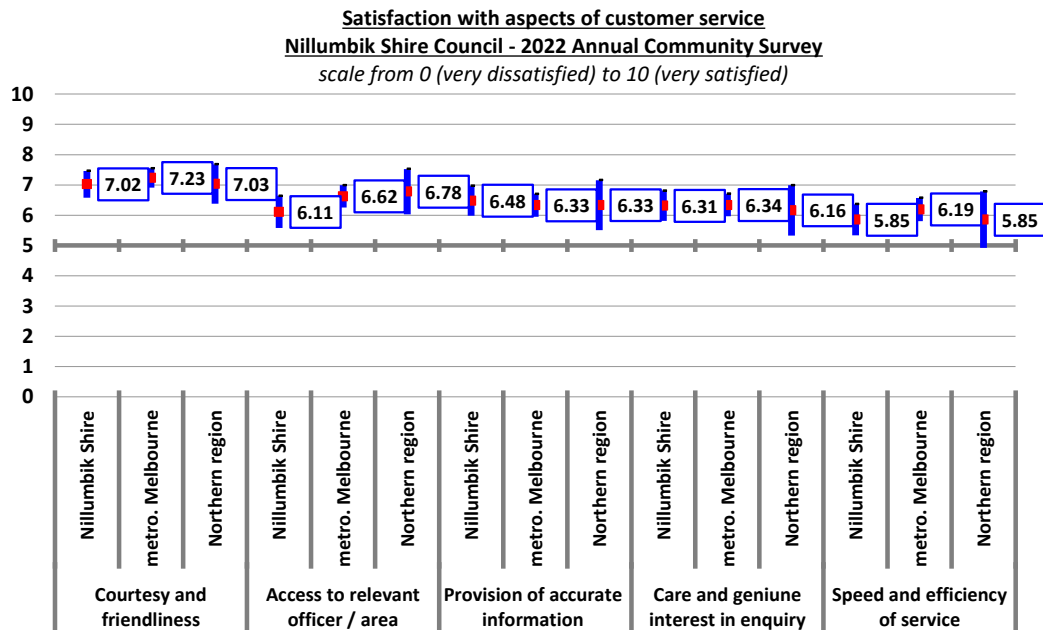 Satisfaction with aspects of customer service
Nillumbik Shire Council - 2022 Annual Community Survey
scale from 0 (very dissatisfied) to 10 (very satisfied)
10
9
8
7
6
5
4
3
2
1
0
7.02
7.23
7.03
6.11
6.62
6.78
6.48
6.33
6.33
6.31
6.34
6.16
5.85
6.19
5.85
Nillumbik Shire
metro. Melbourne
Northern region
Nillumbik Shire
metro. Melbourne
Northern region
Nillumbik Shire
metro. Melbourne
Northern region
Nillumbik Shire
metro. Melbourne
Northern region
Nillumbik Shire
metro. Melbourne
Northern region
Courtesy and
friendliness
Access to relevant
officer / area
Provision of accurate
information
Care and geniune
interest in enquiry
Speed and efficiency
of service